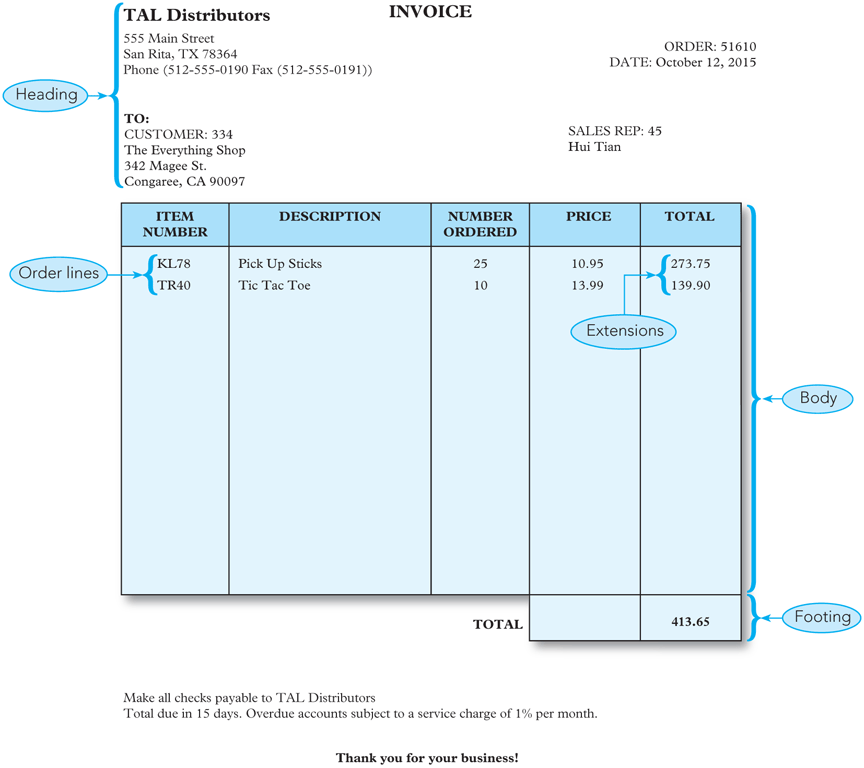 TAL Distributors
INVOICE
555 Main Street
San Rita, TX 78364
Phone (512-555-0190 Fax (512-555-0191))
ORDER: 51610
DATE: October 12, 2015
Heading
TO:
CUSTOMER: 334
The Everything Shop
342 Magee St.
Congaree, CA 90097
SALES REP: 45
Hui Tian
ITEM NUMBER DESCRIPTION NUMBER ORDERED PRICE TOTAL
Order lines
KL78 Pick Up Sticks 25 10.95 273.75
TR40 Tic Tac Toe 10 13.99 139.90
Extensions
Body
Footing
TOTAL 413.65
Make all checks payable to TAL Distributors
Total due in 15 days. Overdue accounts subject to a service charge of 1% per month.
Thank you for your business!